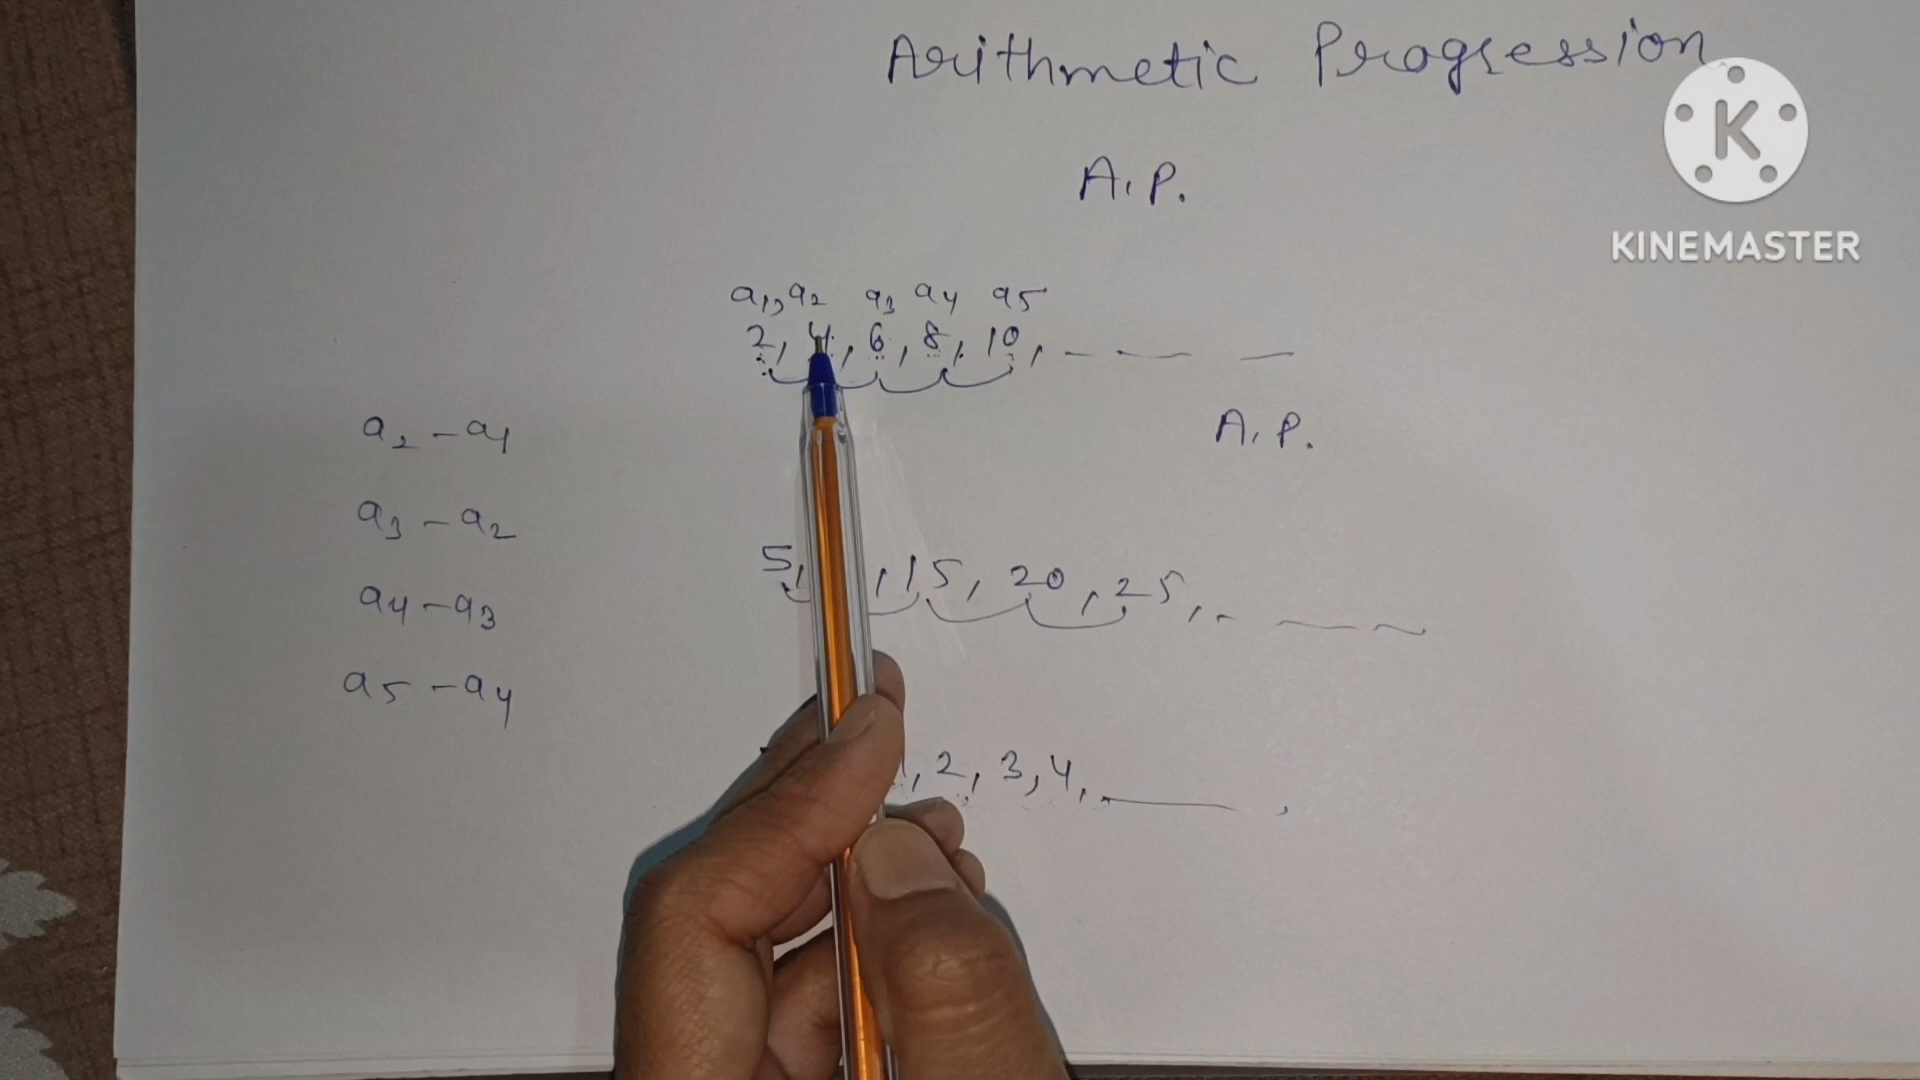 Arithmetic Progression
A.P.
K
KINEMASTER
a1, a2 a3 a4 a5
2, 4, 6, 8, 10, - — —
a2 - a1
A.P.
a3 - a2
5, , 15, 20, 25, - — ~
a4 - a3
a5 - a4
1, 2, 3, 4, — ,